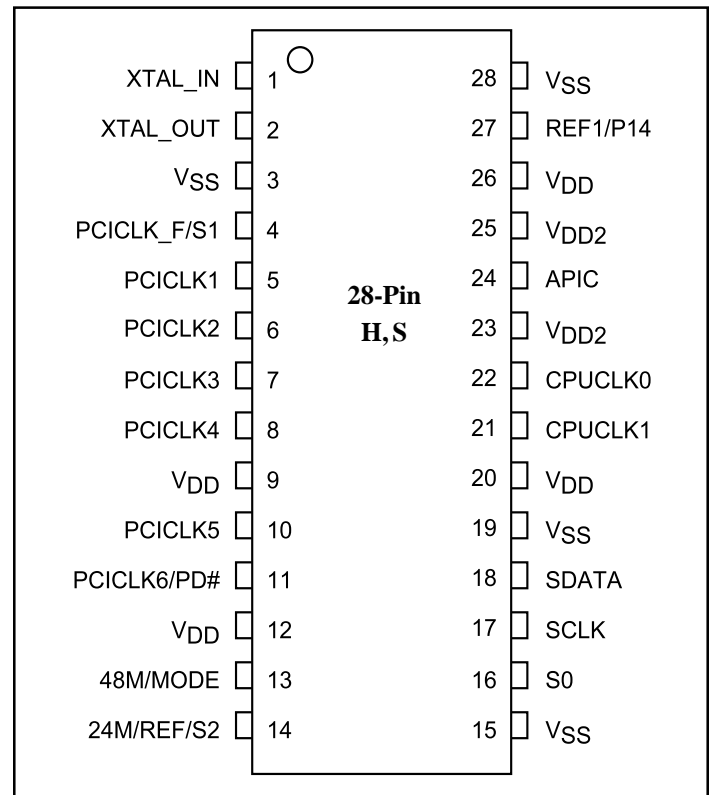 XTAL_IN 1 28 VSS
XTAL_OUT 2 27 REF1/P14
VSS 3 26 VDD
PCICLK_F/S1 4 25 VDD2
PCICLK1 5 24 APIC
28-Pin
PCICLK2 6 23 VDD2
H,S
PCICLK3 7 22 CPUCLK0
PCICLK4 8 21 CPUCLK1
VDD 9 20 VDD
PCICLK5 10 19 VSS
PCICLK6/PD# 11 18 SDATA
VDD 12 17 SCLK
48M/MODE 13 16 S0
24M/REF/S2 14 15 VSS